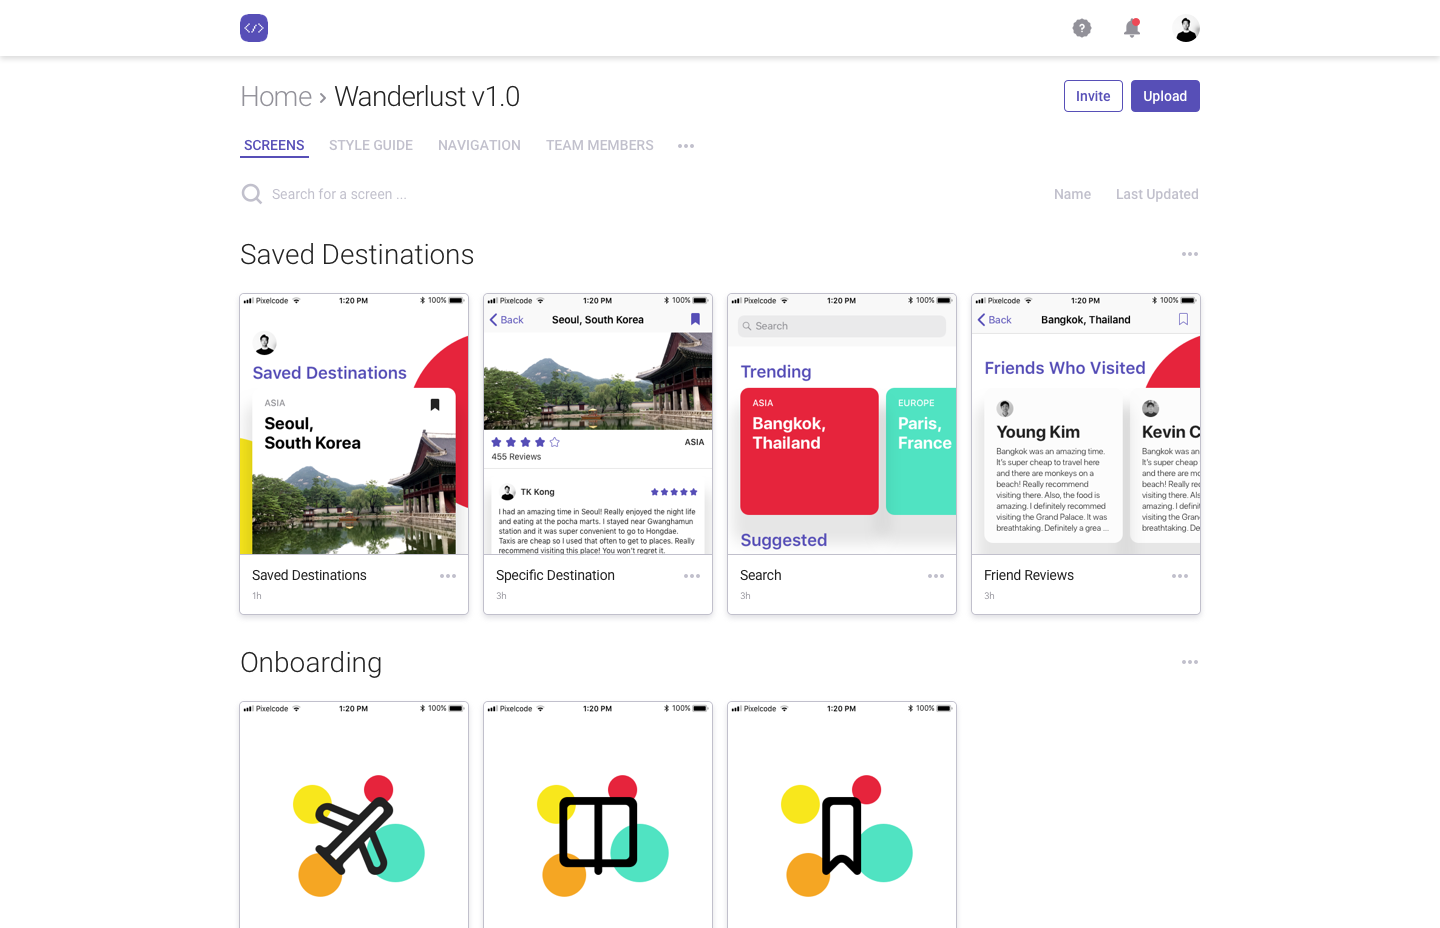 </>
?
Home › Wanderlust v1.0
Invite
Upload
SCREENS
STYLE GUIDE
NAVIGATION
TEAM MEMBERS
Search for a screen ...
Name
Last Updated
Saved Destinations
Pixelcode 1:20 PM 100%
Saved Destinations
ASIA
Seoul,
South Korea
Saved Destinations
1h
Pixelcode 1:20 PM 100%
Back
Seoul, South Korea
ASIA
455 Reviews
TK Kong
I had an amazing time in Seoul! Really enjoyed the night life
and eating at the pocha marts. I stayed near Gwanghamun
station and it was super convenient to go to Hongdae.
Taxis are cheap so I used that often to get to places. Really
recommend visiting this place! You won't regret it.
Specific Destination
3h
Pixelcode 1:20 PM 100%
Search
Trending
ASIA
Bangkok,
Thailand
EUROPE
Paris,
France
Suggested
Search
3h
Pixelcode 1:20 PM 100%
Back
Bangkok, Thailand
Friends Who Visited
Young Kim
Bangkok was an amazing time.
It's super cheap to travel here
and there are monkeys on a
beach! Really recommend
visiting there. Also, the food is
amazing. I definitely recommed
visiting the Grand Palace. It was
breathtaking. Definitely a grea ...
Kevin C
Bangkok was an
It's super cheap
and there are mo
beach! Really rec
visiting there. Als
amazing. I definit
visiting the Gran
breathtaking. De
Friend Reviews
3h
Onboarding
Pixelcode 1:20 PM 100%
Pixelcode 1:20 PM 100%
Pixelcode 1:20 PM 100%